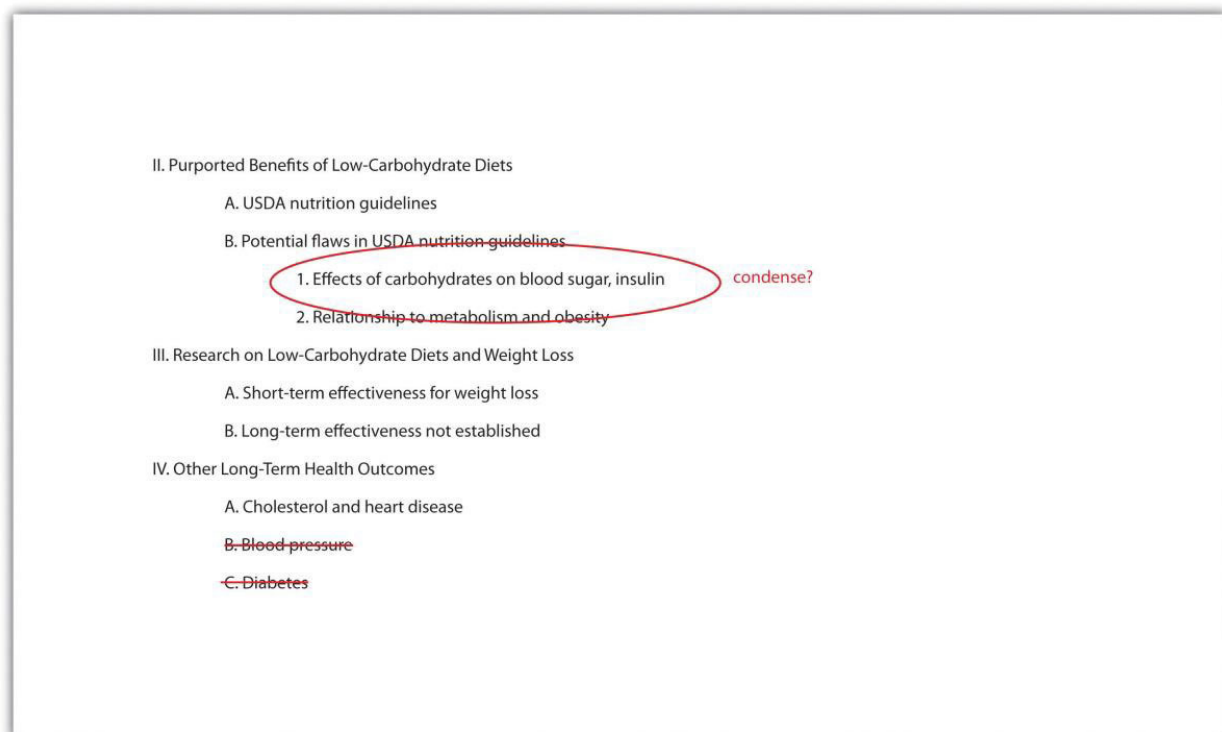 II. Purported Benefits of Low-Carbohydrate Diets
A. USDA nutrition guidelines
B. Potential flaws in USDA nutrition guidelines
1. Effects of carbohydrates on blood sugar, insulin condense?
2. Relationship to metabolism and obesity
III. Research on Low-Carbohydrate Diets and Weight Loss
A. Short-term effectiveness for weight loss
B. Long-term effectiveness not established
IV. Other Long-Term Health Outcomes
A. Cholesterol and heart disease
B. Blood pressure
C. Diabetes